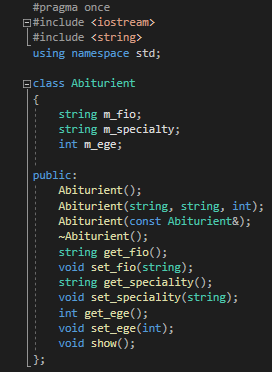 #pragma once
#include <iostream>
#include <string>
using namespace std;
class Abiturient
{
string m_fio;
string m_specialty;
int m_ege;
public:
Abiturient();
Abiturient(string, string, int);
Abiturient(const Abiturient&);
~Abiturient();
string get_fio();
void set_fio(string);
string get_speciality();
void set_speciality(string);
int get_ege();
void set_ege(int);
void show();
};